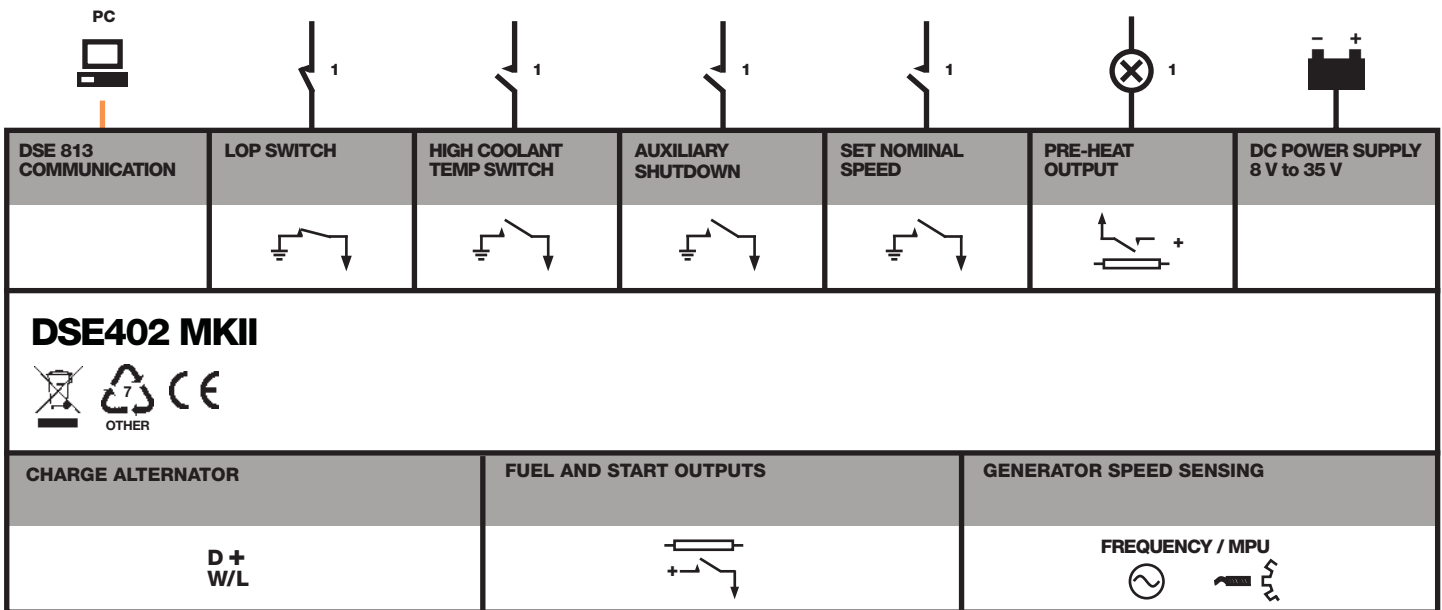 PC
1
1
1
1
1
– +
DSE 813
COMMUNICATION
LOP SWITCH
HIGH COOLANT
TEMP SWITCH
AUXILIARY
SHUTDOWN
SET NOMINAL
SPEED
PRE-HEAT
OUTPUT
DC POWER SUPPLY
8 V to 35 V
+
DSE402 MKII
7
OTHER
CE
CHARGE ALTERNATOR
FUEL AND START OUTPUTS
GENERATOR SPEED SENSING
D +
W/L
+
FREQUENCY / MPU